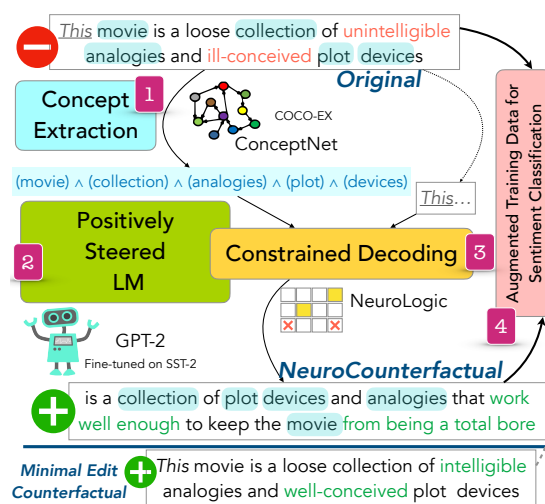 This movie is a loose collection of unintelligible
analogies and ill-conceived plot devices
Original
1
Concept
Extraction
COCO-EX
ConceptNet
(movie) ∧ (collection) ∧ (analogies) ∧ (plot) ∧ (devices)
This...
Augmented Training Data for
Sentiment Classification
2
Positively
Steered
LM
Constrained Decoding
3
4
NeuroLogic
GPT-2
Fine-tuned on SST-2
NeuroCounterfactual
is a collection of plot devices and analogies that work
well enough to keep the movie from being a total bore
Minimal Edit
Counterfactual
This movie is a loose collection of intelligible
analogies and well-conceived plot devices